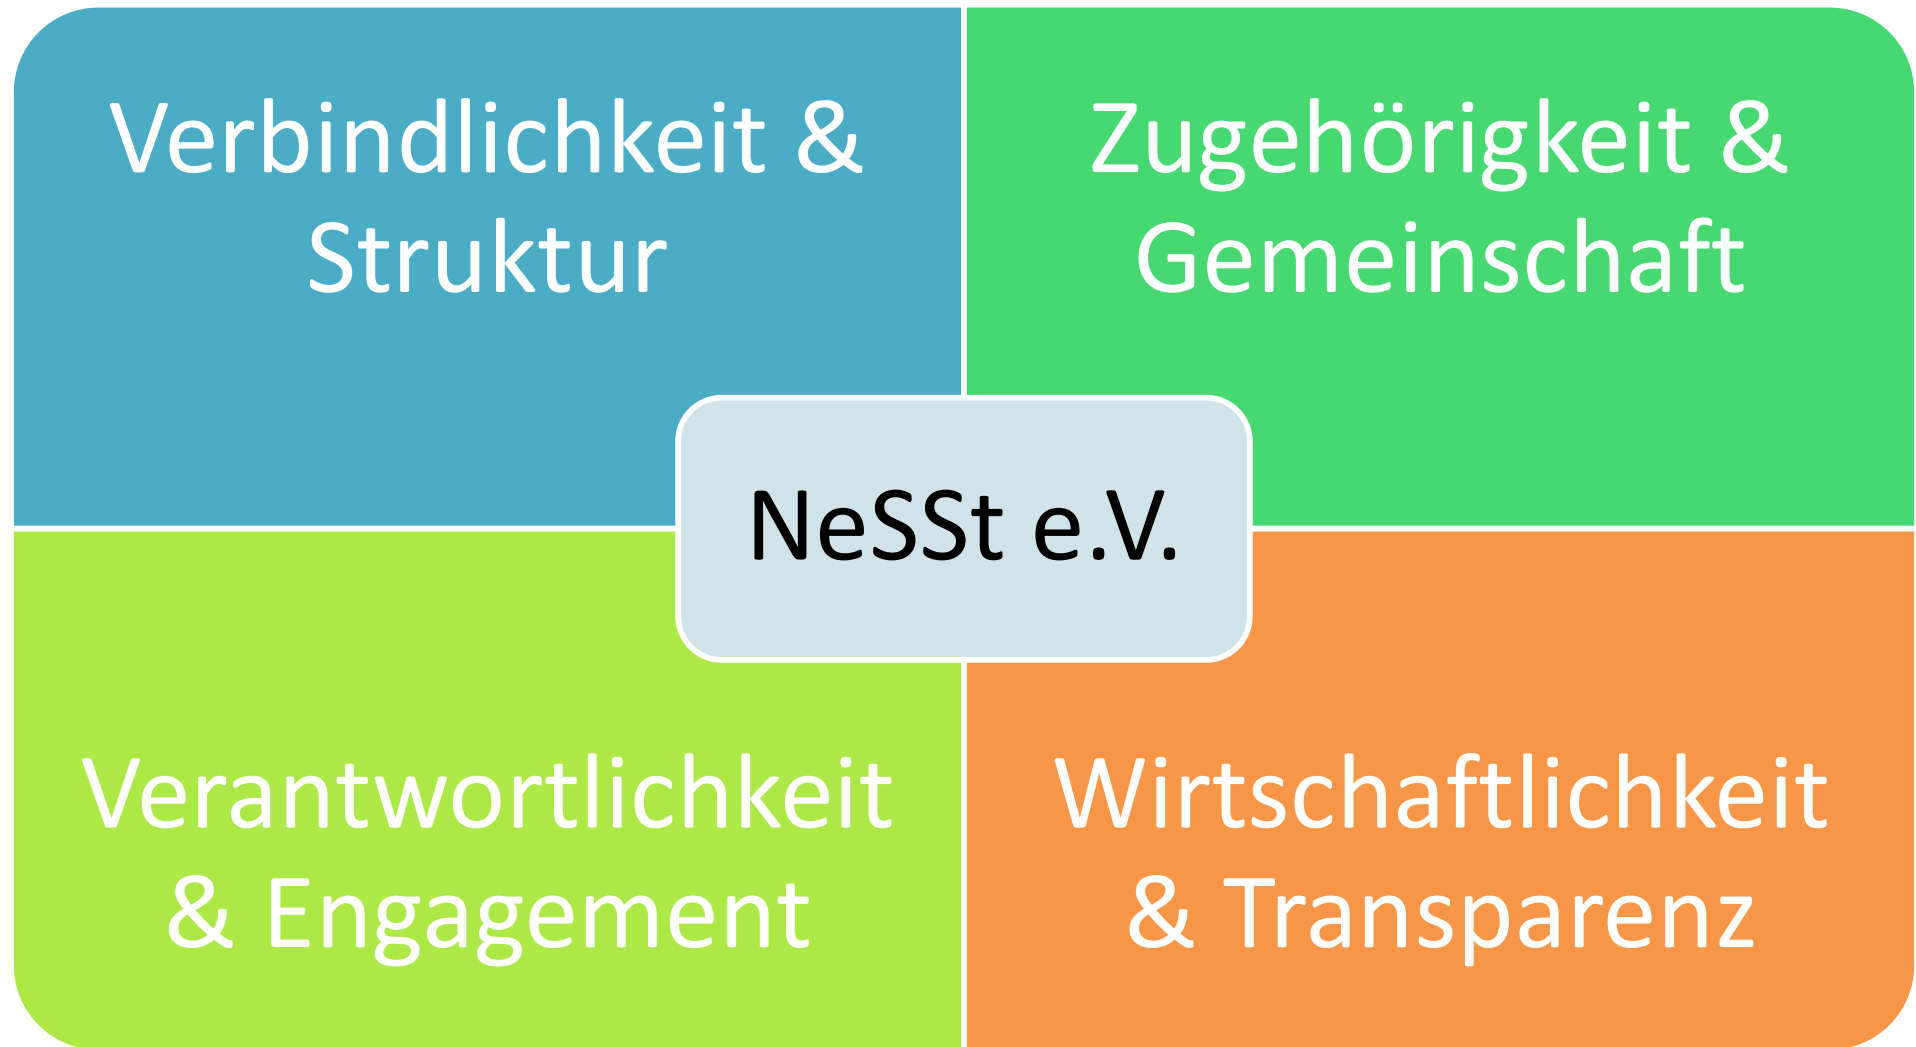 Verbindlichkeit &
Struktur
Zugehörigkeit &
Gemeinschaft
NeSSt e.V.
Verantwortlichkeit
& Engagement
Wirtschaftlichkeit
& Transparenz